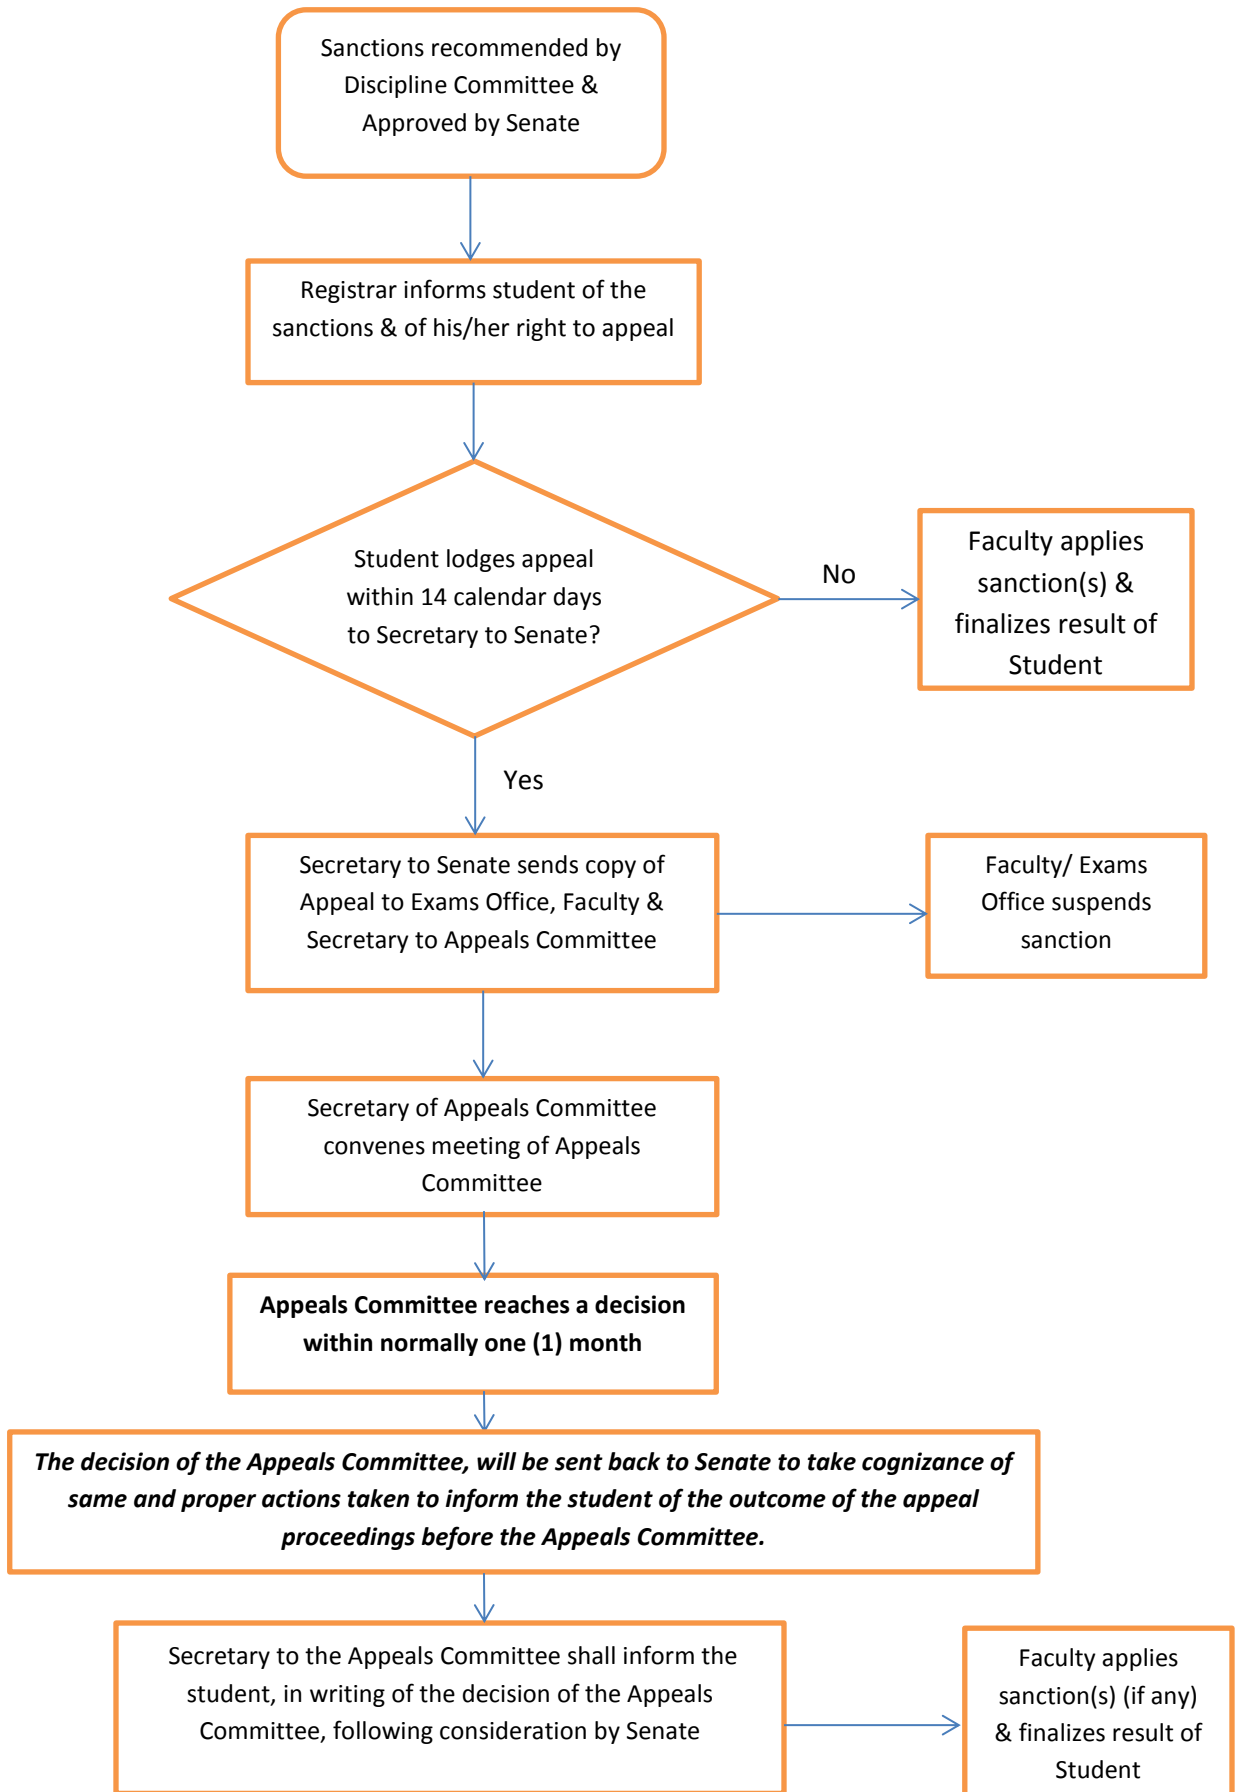 Sanctions recommended by
Discipline Committee &
Approved by Senate
Registrar informs student of the
sanctions & of his/her right to appeal
Student lodges appeal
within 14 calendar days
to Secretary to Senate?
No
Faculty applies
sanction(s) &
finalizes result of
Student
Yes
Secretary to Senate sends copy of
Appeal to Exams Office, Faculty &
Secretary to Appeals Committee
Faculty/ Exams
Office suspends
sanction
Secretary of Appeals Committee
convenes meeting of Appeals
Committee
Appeals Committee reaches a decision
within normally one (1) month
The decision of the Appeals Committee, will be sent back to Senate to take cognizance of
same and proper actions taken to inform the student of the outcome of the appeal
proceedings before the Appeals Committee.
Secretary to the Appeals Committee shall inform the
student, in writing of the decision of the Appeals
Committee, following consideration by Senate
Faculty applies
sanction(s) (if any)
& finalizes result of
Student